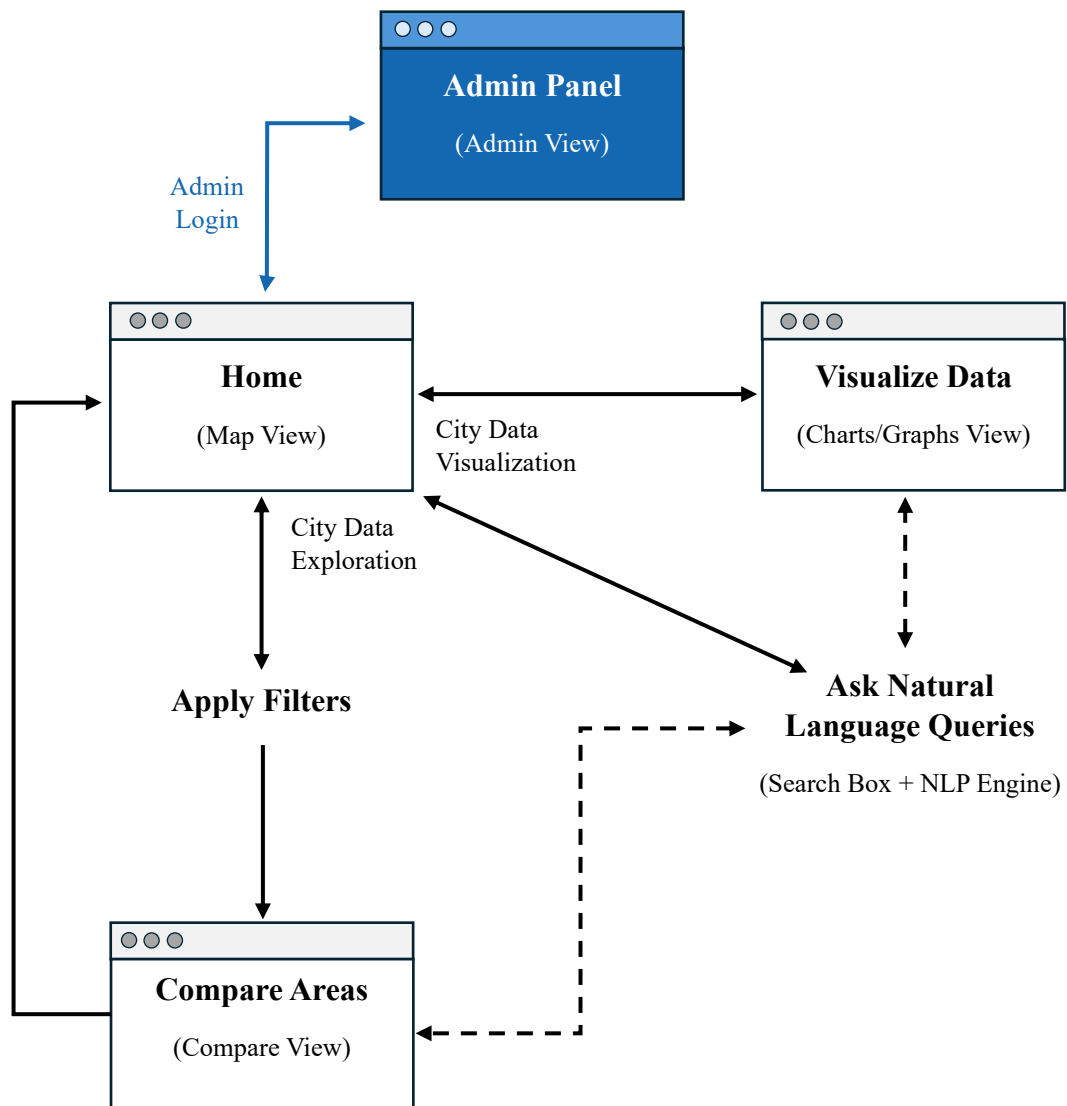 Admin Panel
(Admin View)
Admin
Login
Home
(Map View)
Visualize Data
(Charts/Graphs View)
City Data
Visualization
City Data
Exploration
Apply Filters
Ask Natural
Language Queries
(Search Box + NLP Engine)
Compare Areas
(Compare View)